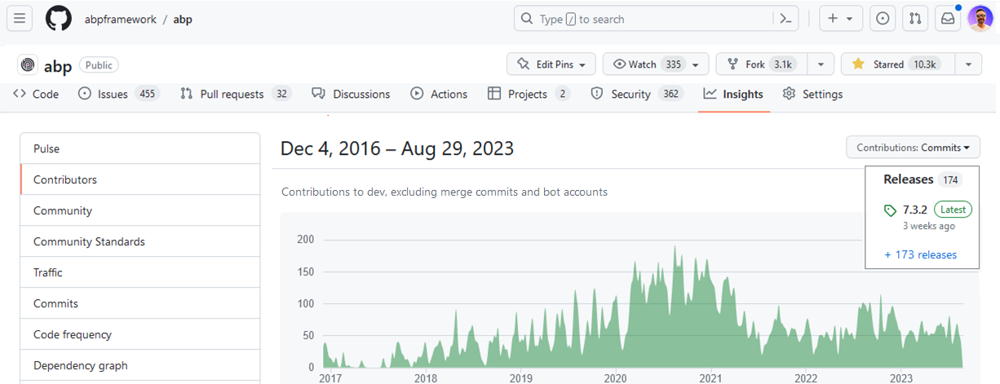 abpframework / abp
Type / to search
abp Public
Edit Pins Watch 335 Fork 3.1k Starred 10.3k
Code Issues 455 Pull requests 32 Discussions Actions Projects 2 Security 362 Insights Settings
Pulse
Contributors
Community
Community Standards
Traffic
Commits
Code frequency
Dependency graph
Dec 4, 2016 – Aug 29, 2023
Contributions: Commits
Contributions to dev, excluding merge commits and bot accounts
Releases 174
7.3.2 Latest
3 weeks ago
+ 173 releases
200
150
100
50
0
2017 2018 2019 2020 2021 2022 2023